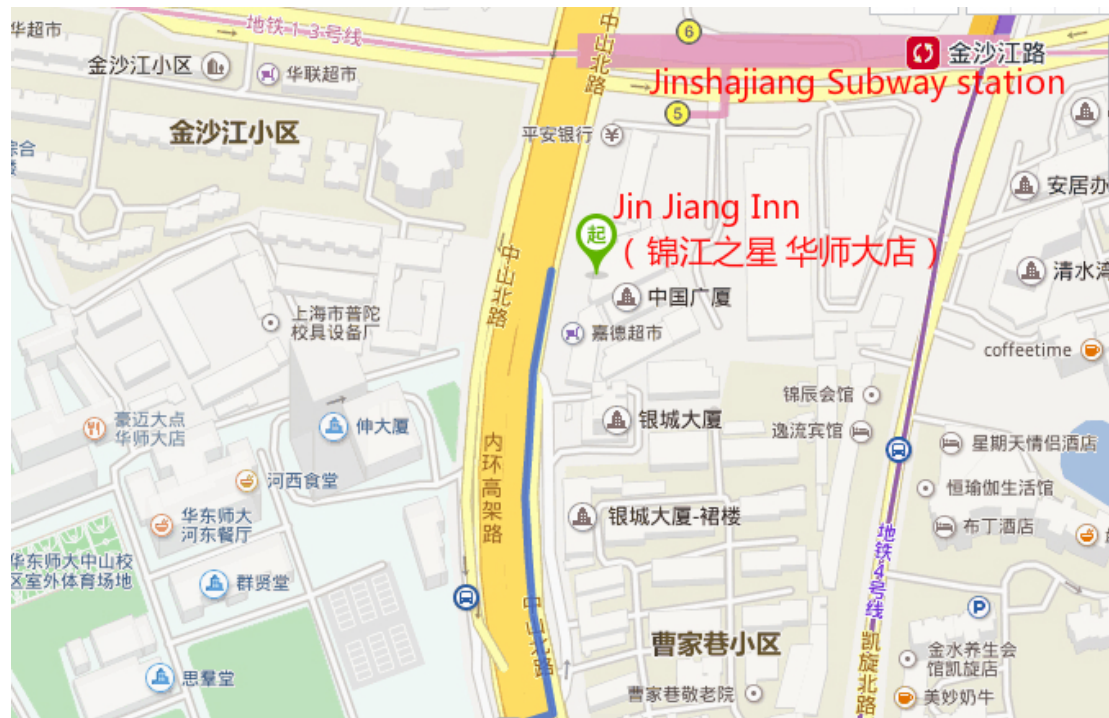 华超市
地铁13号线
中山北路
6
金沙江路
金沙江小区
华联超市
Jinshajiang Subway station
5
金沙江小区
平安银行
综合
楼
安居办
Jin Jiang Inn
起
（ 锦江之星 华师大店 ）
中山北路
中国广厦
清水湾
上海市普陀
校具设备厂
嘉德超市
coffeetime
锦辰会馆
豪迈大点
华师大店
伸大厦
银城大厦
逸流宾馆
星期天情侣酒店
内环高架路
河西食堂
恒瑜伽生活馆
华东师大
河东餐厅
银城大厦-裙楼
布丁酒店
地铁4号线
华东师大中山校
区室外体育场地
群贤堂
中山北路
P
曹家巷小区
金水养生会
馆凯旋店
凯旋北路
思羣堂
曹家巷敬老院
美妙奶牛